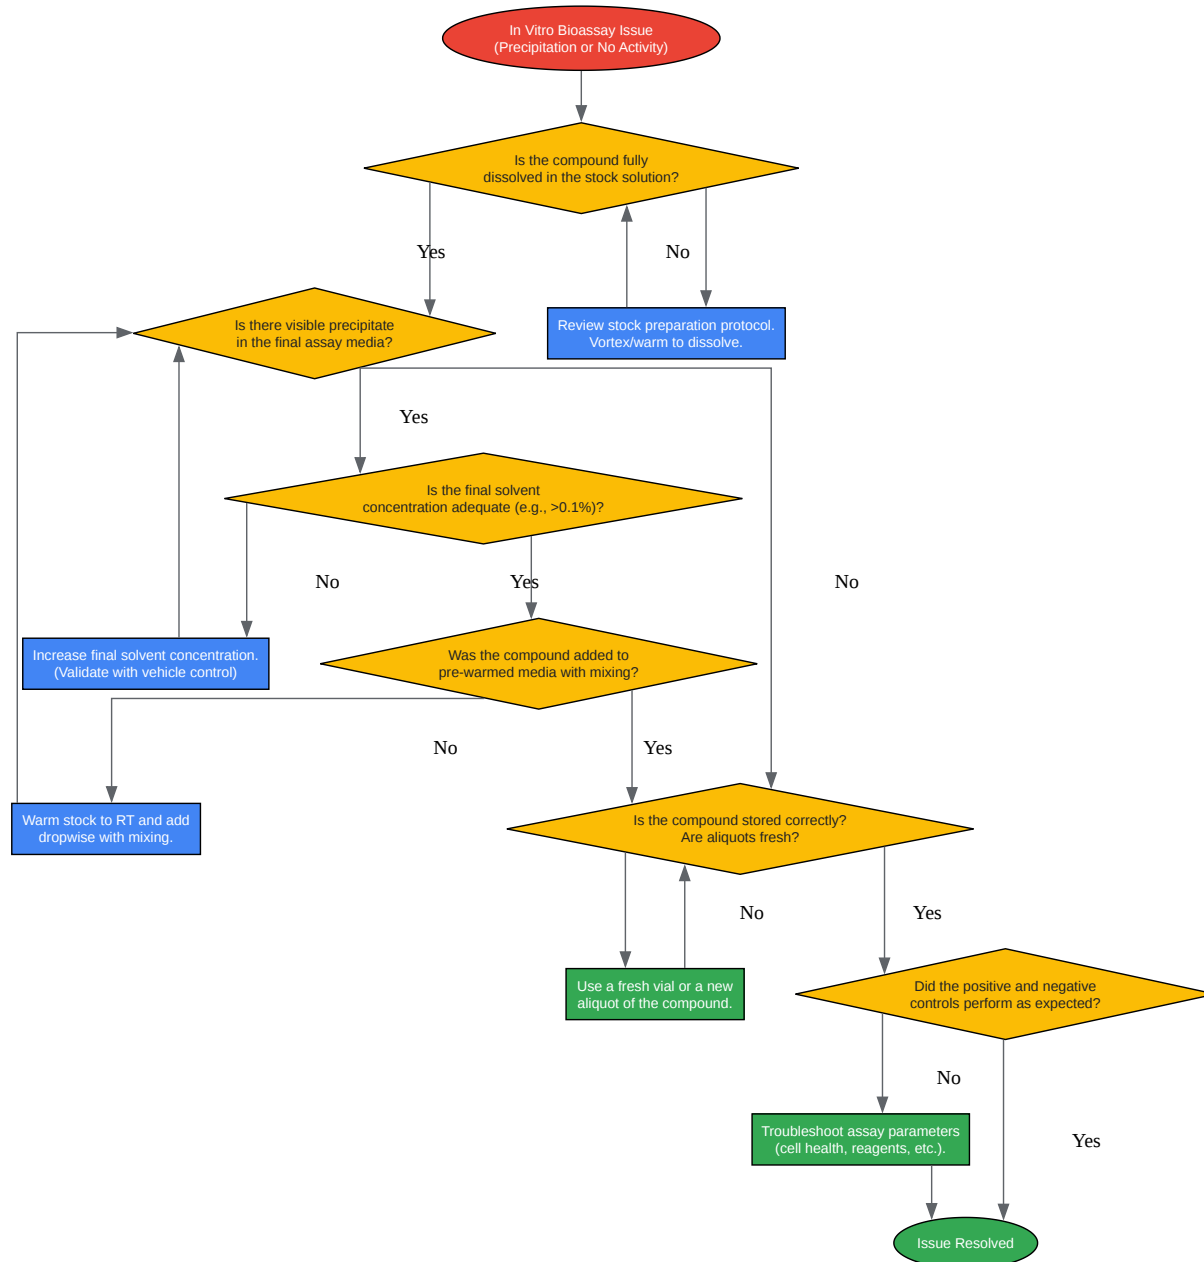 In Vitro Bioassay Issue
(Precipitation or No Activity)
Is the compound fully
dissolved in the stock solution?
Yes
No
Is there visible precipitate
in the final assay media?
Review stock preparation protocol.
Vortex/warm to dissolve.
Yes
Is the final solvent
concentration adequate (e.g., >0.1%)?
No
Yes
No
Increase final solvent concentration.
(Validate with vehicle control)
Was the compound added to
pre-warmed media with mixing?
No
Yes
Warm stock to RT and add
dropwise with mixing.
Is the compound stored correctly?
Are aliquots fresh?
No
Yes
Use a fresh vial or a new
aliquot of the compound.
Did the positive and negative
controls perform as expected?
No
Yes
Troubleshoot assay parameters
(cell health, reagents, etc.).
Issue Resolved